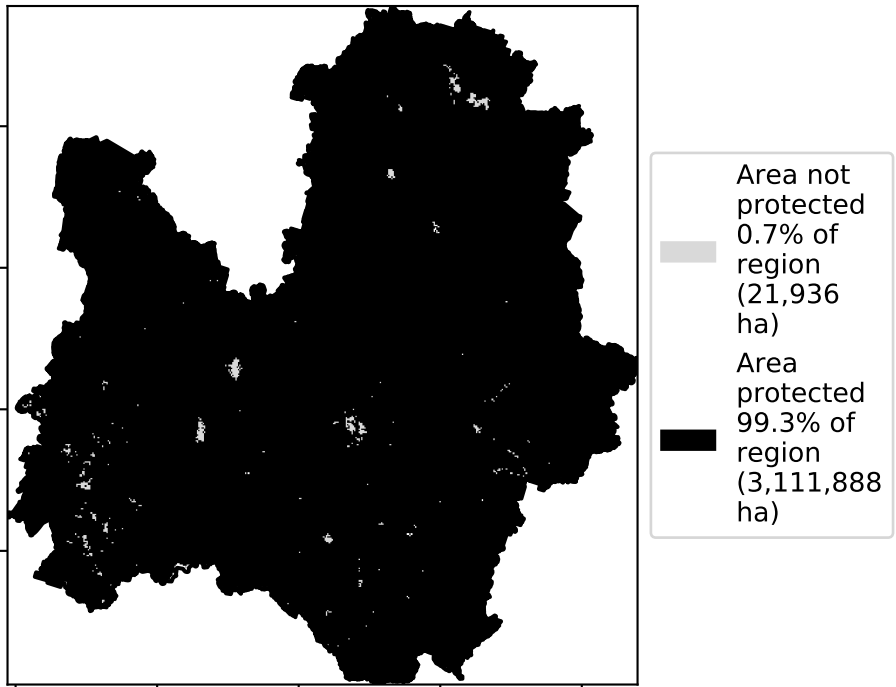 Area not
protected
0.7% of
region
(21,936
ha)
Area
protected
99.3% of
region
(3,111,888
ha)